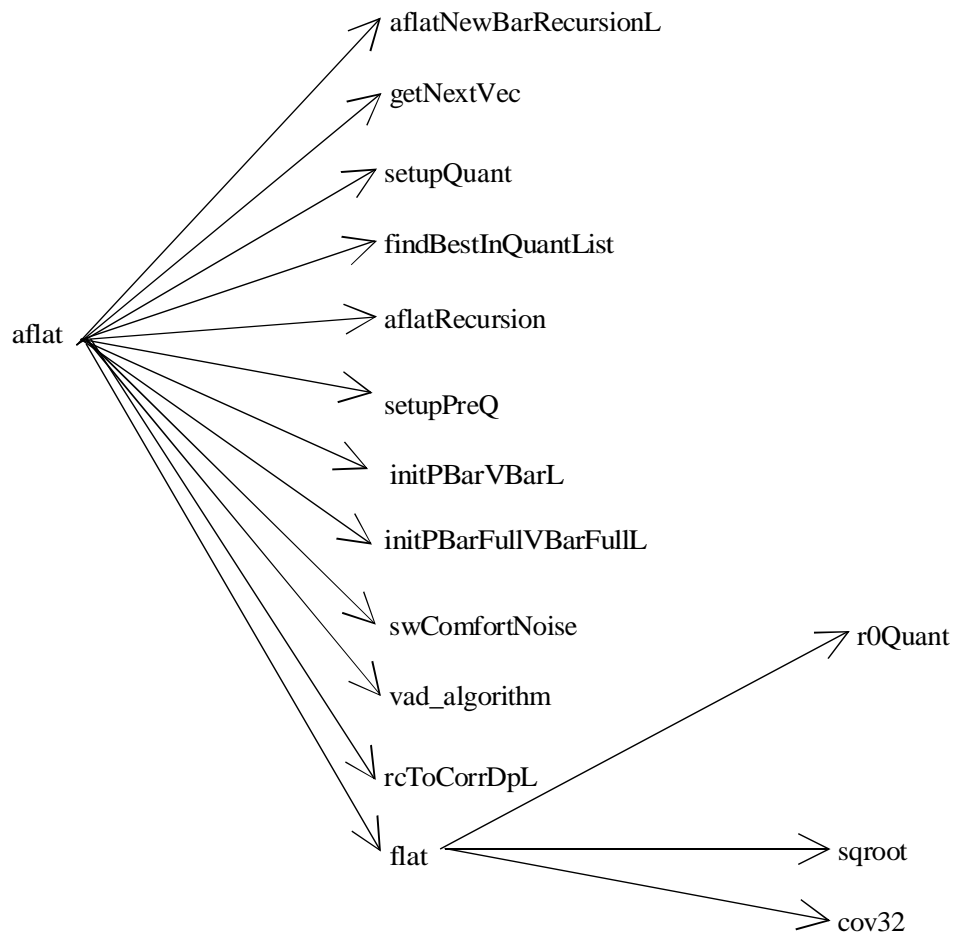 aflatNewBarRecursionL
getNextVec
setupQuant
findBestInQuantList
aflatRecursion
aflat
setupPreQ
initPBarVBarL
initPBarFullVBarFullL
swComfortNoise
r0Quant
vad_algorithm
rcToCorrDpL
flat
sqroot
cov32